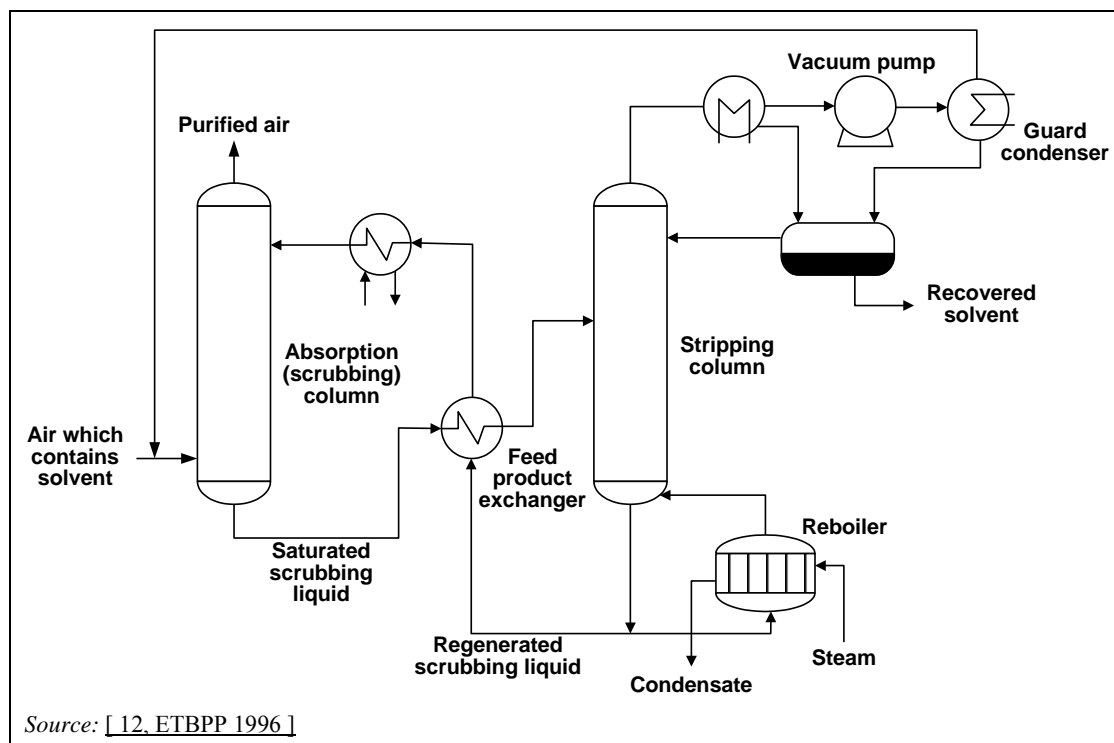 Vacuum pump
Purified air
Guard
condenser
Recovered
solvent
Absorption
(scrubbing)
column
Stripping
column
Air which
contains
solvent
Feed
product
exchanger
Reboiler
Saturated
scrubbing
liquid
Regenerated
scrubbing liquid
Steam
Condensate
Source: [ 12, ETBPP 1996 ]